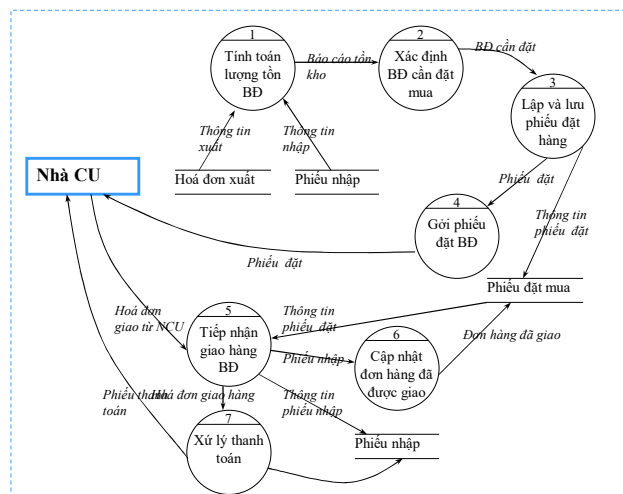 1
Tính toán
lượng tồn
BĐ
Báo cáo tồn
kho
2
Xác định
BĐ cần đặt
mua
BĐ cần đặt
3
Lập và lưu
phiếu đặt
hàng
Thông tin
xuất
Thông tin
nhập
Hoá đơn xuất
Phiếu nhập
Nhà CU
Phiếu đặt
4
Gởi phiếu
đặt BĐ
Thông tin
phiếu đặt
Phiếu đặt
Phiếu đặt mua
Hoá đơn
giao từ NCU
5
Tiếp nhận
giao hàng
BĐ
Thông tin
phiếu đặt
Phiếu nhập
6
Cập nhật
đơn hàng đã
được giao
Đơn hàng đã giao
Phiếu thanh
toán
Hoá đơn giao hàng
Thông tin
phiếu nhập
7
Xử lý thanh
toán
Phiếu nhập